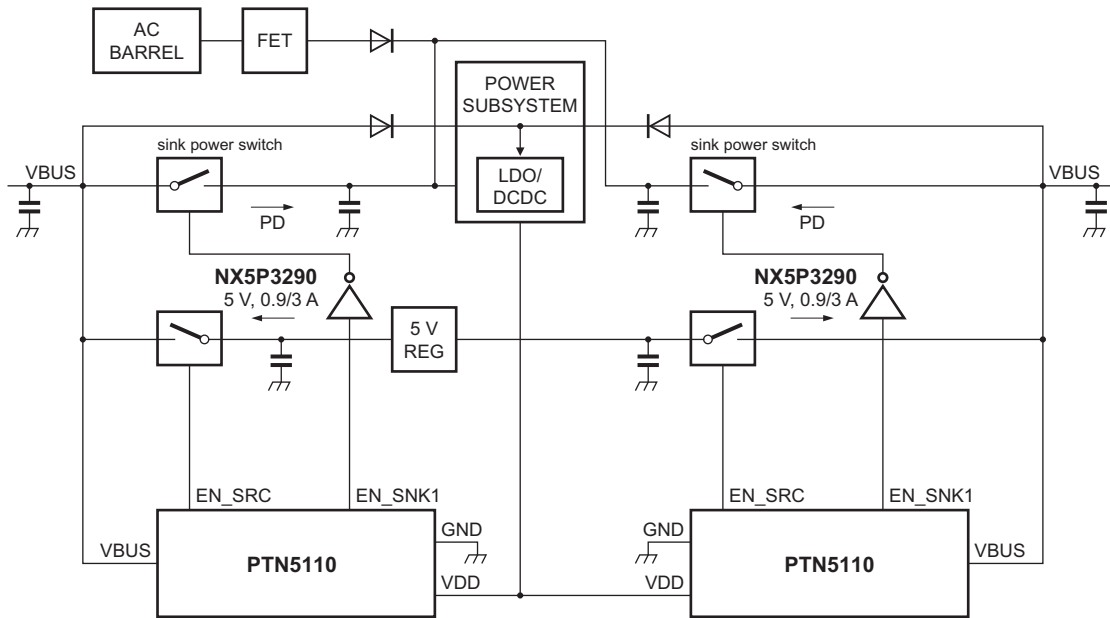 AC
BARREL
FET
POWER
SUBSYSTEM
sink power switch
sink power switch
VBUS
LDO/
DCDC
VBUS
PD
PD
NX5P3290
5 V, 0.9/3 A
NX5P3290
5 V, 0.9/3 A
5 V
REG
EN_SRC
EN_SNK1
EN_SRC
EN_SNK1
VBUS
PTN5110
GND
VDD
GND
VDD
PTN5110
VBUS